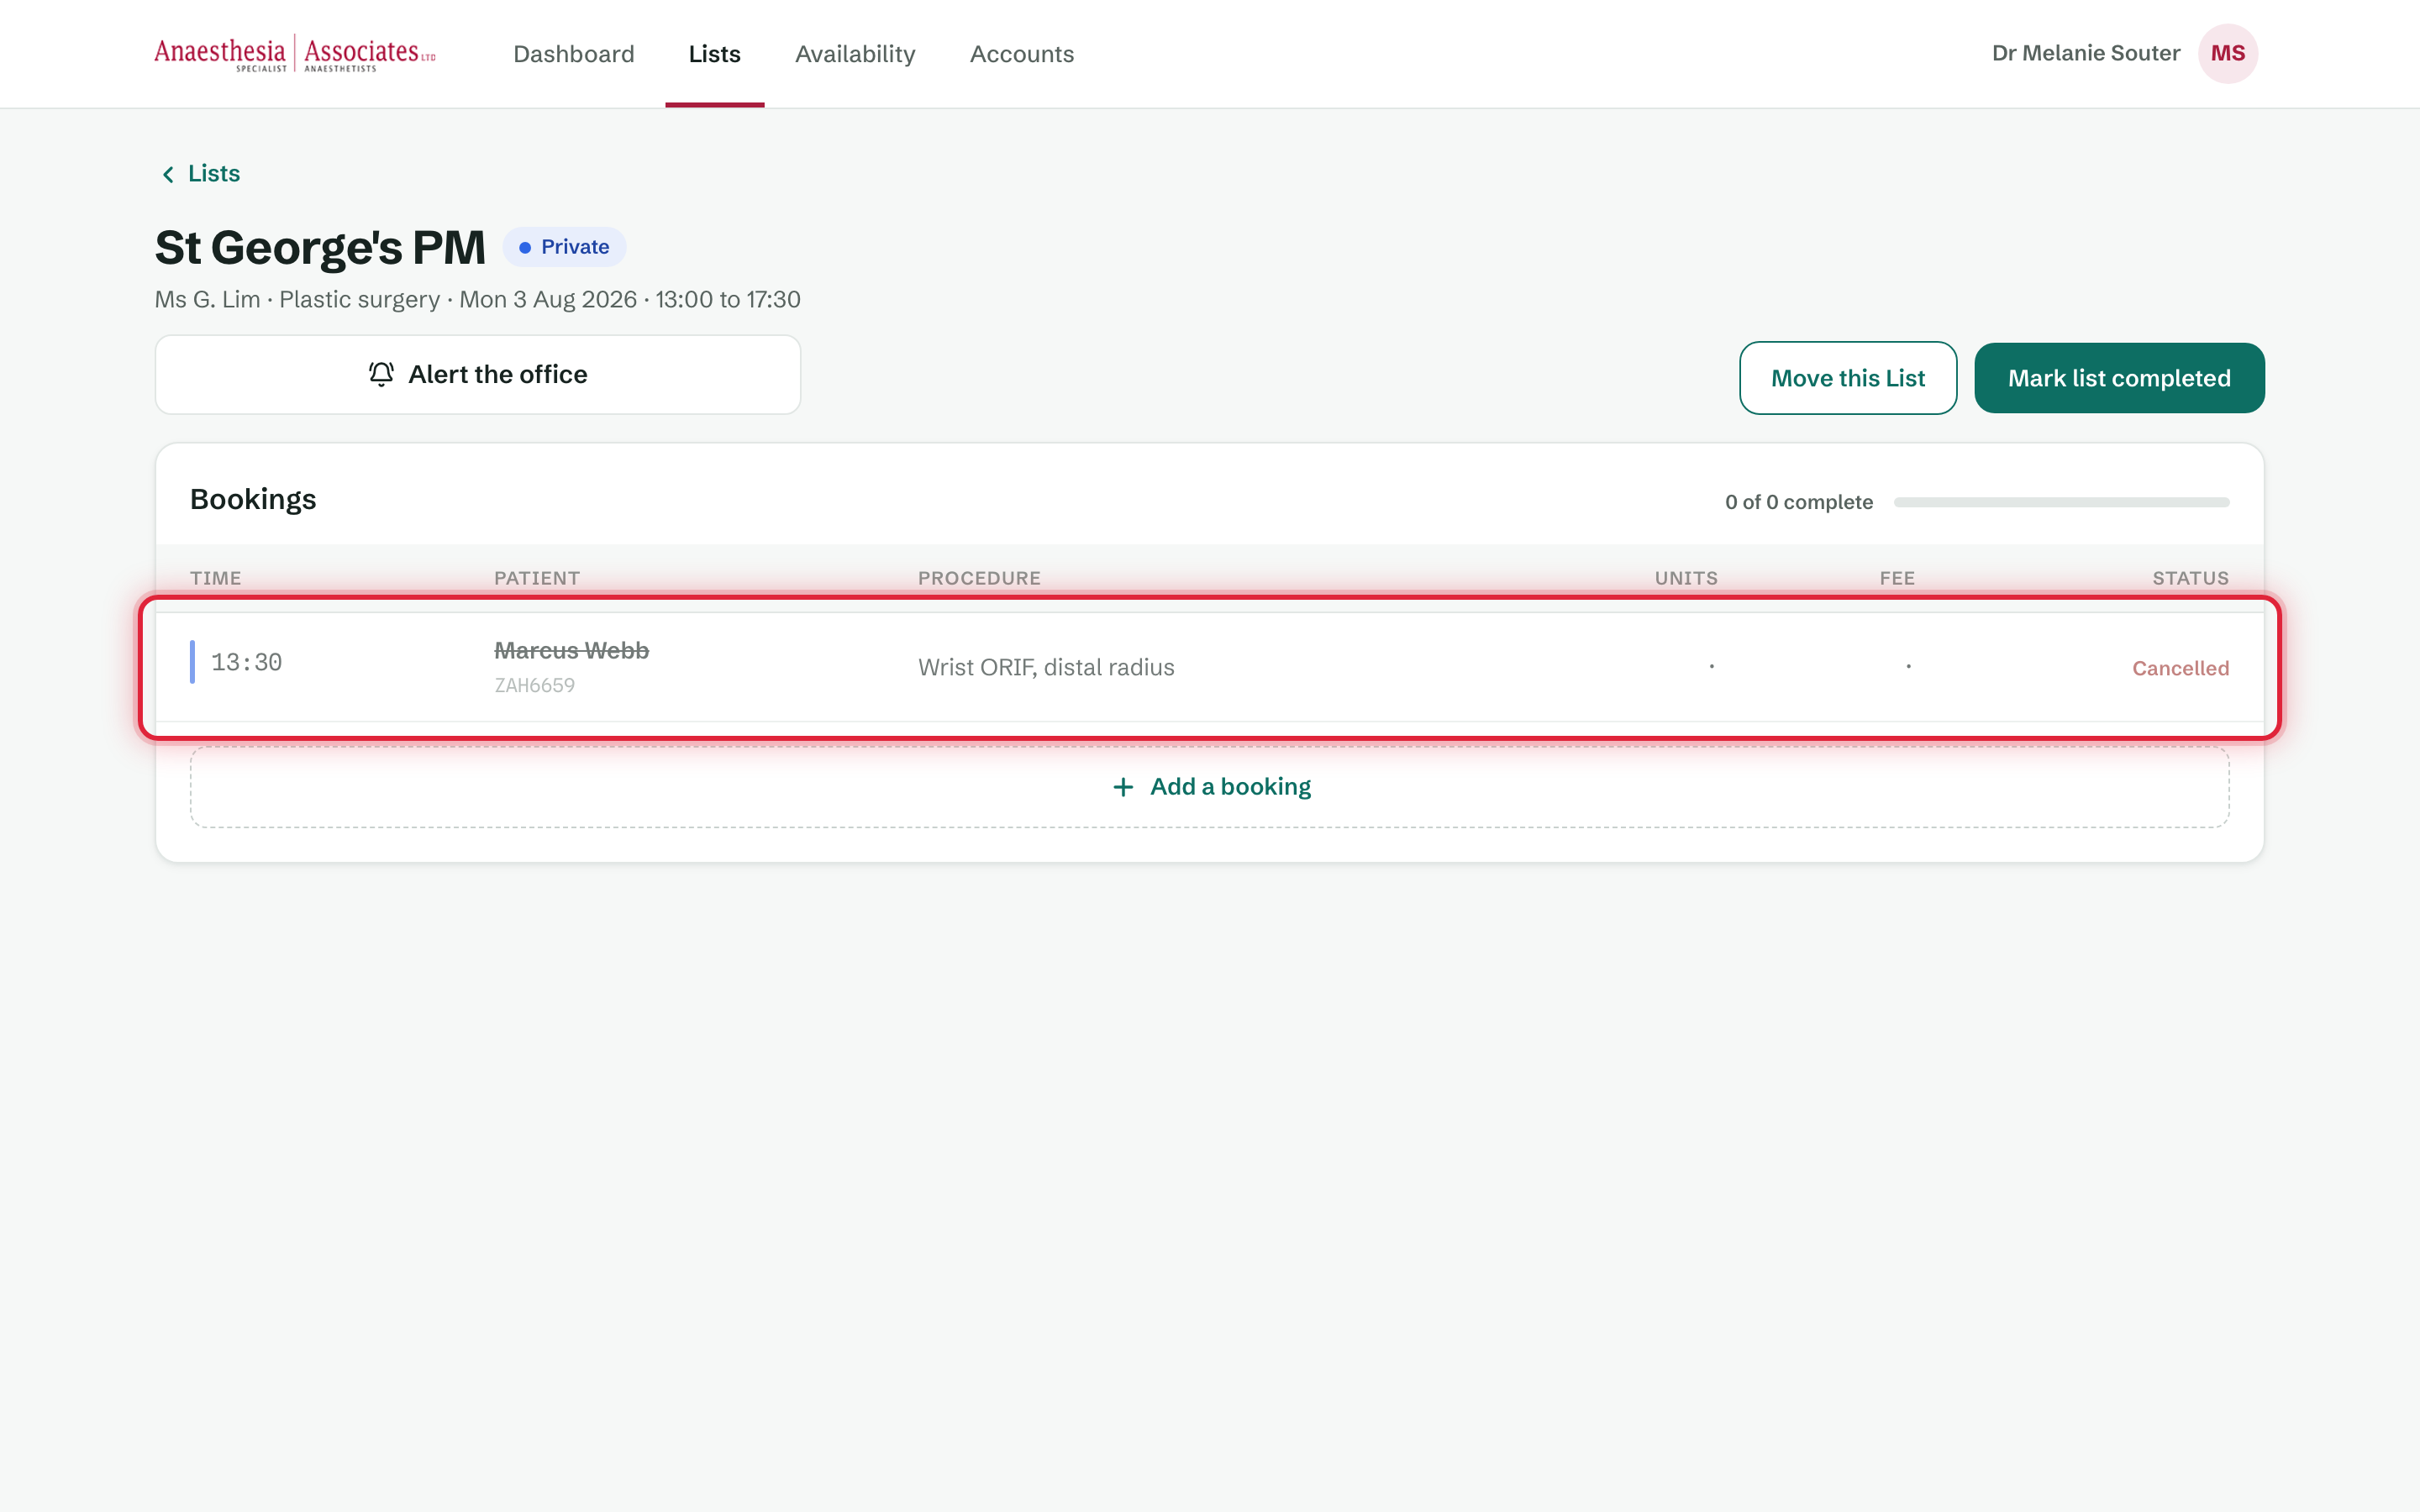 Anaesthesia | Associates LTD
SPECIALIST ANAESTHETISTS
Dashboard
Lists
Availability
Accounts
Dr Melanie Souter
MS
Lists
St George's PM
Private
Ms G. Lim · Plastic surgery · Mon 3 Aug 2026 · 13:00 to 17:30
Alert the office
Move this List
Mark list completed
Bookings
0 of 0 complete
TIME PATIENT PROCEDURE UNITS FEE STATUS
13:30 Marcus Webb Wrist ORIF, distal radius · · Cancelled
ZAH6659
+ Add a booking